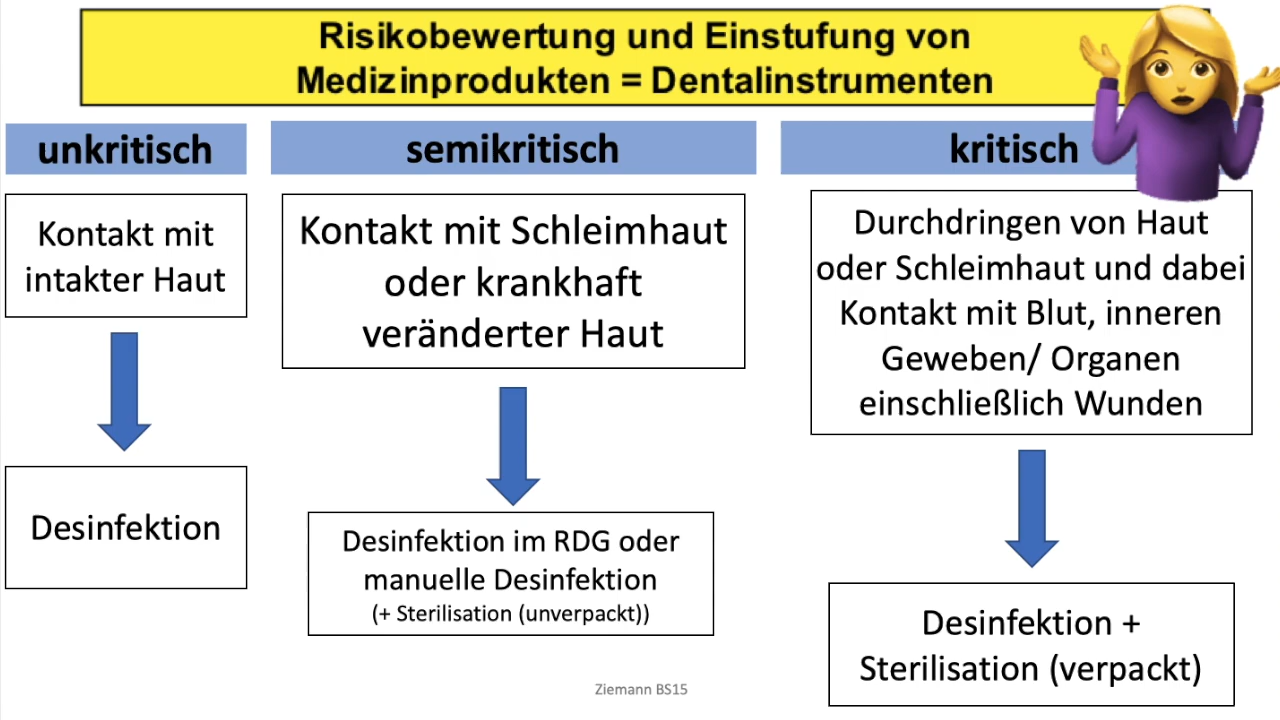 Risikobewertung und Einstufung von
Medizinprodukten = Dentalinstrumenten
unkritisch
Kontakt mit
intakter Haut
Desinfektion
semikritisch
Kontakt mit Schleimhaut
oder krankhaft
veränderter Haut
Desinfektion im RDG oder
manuelle Desinfektion
(+ Sterilisation (unverpackt))
kritisch
Durchdringen von Haut
oder Schleimhaut und dabei
Kontakt mit Blut, inneren
Geweben/ Organen
einschließlich Wunden
Desinfektion +
Sterilisation (verpackt)
Ziemann BS15